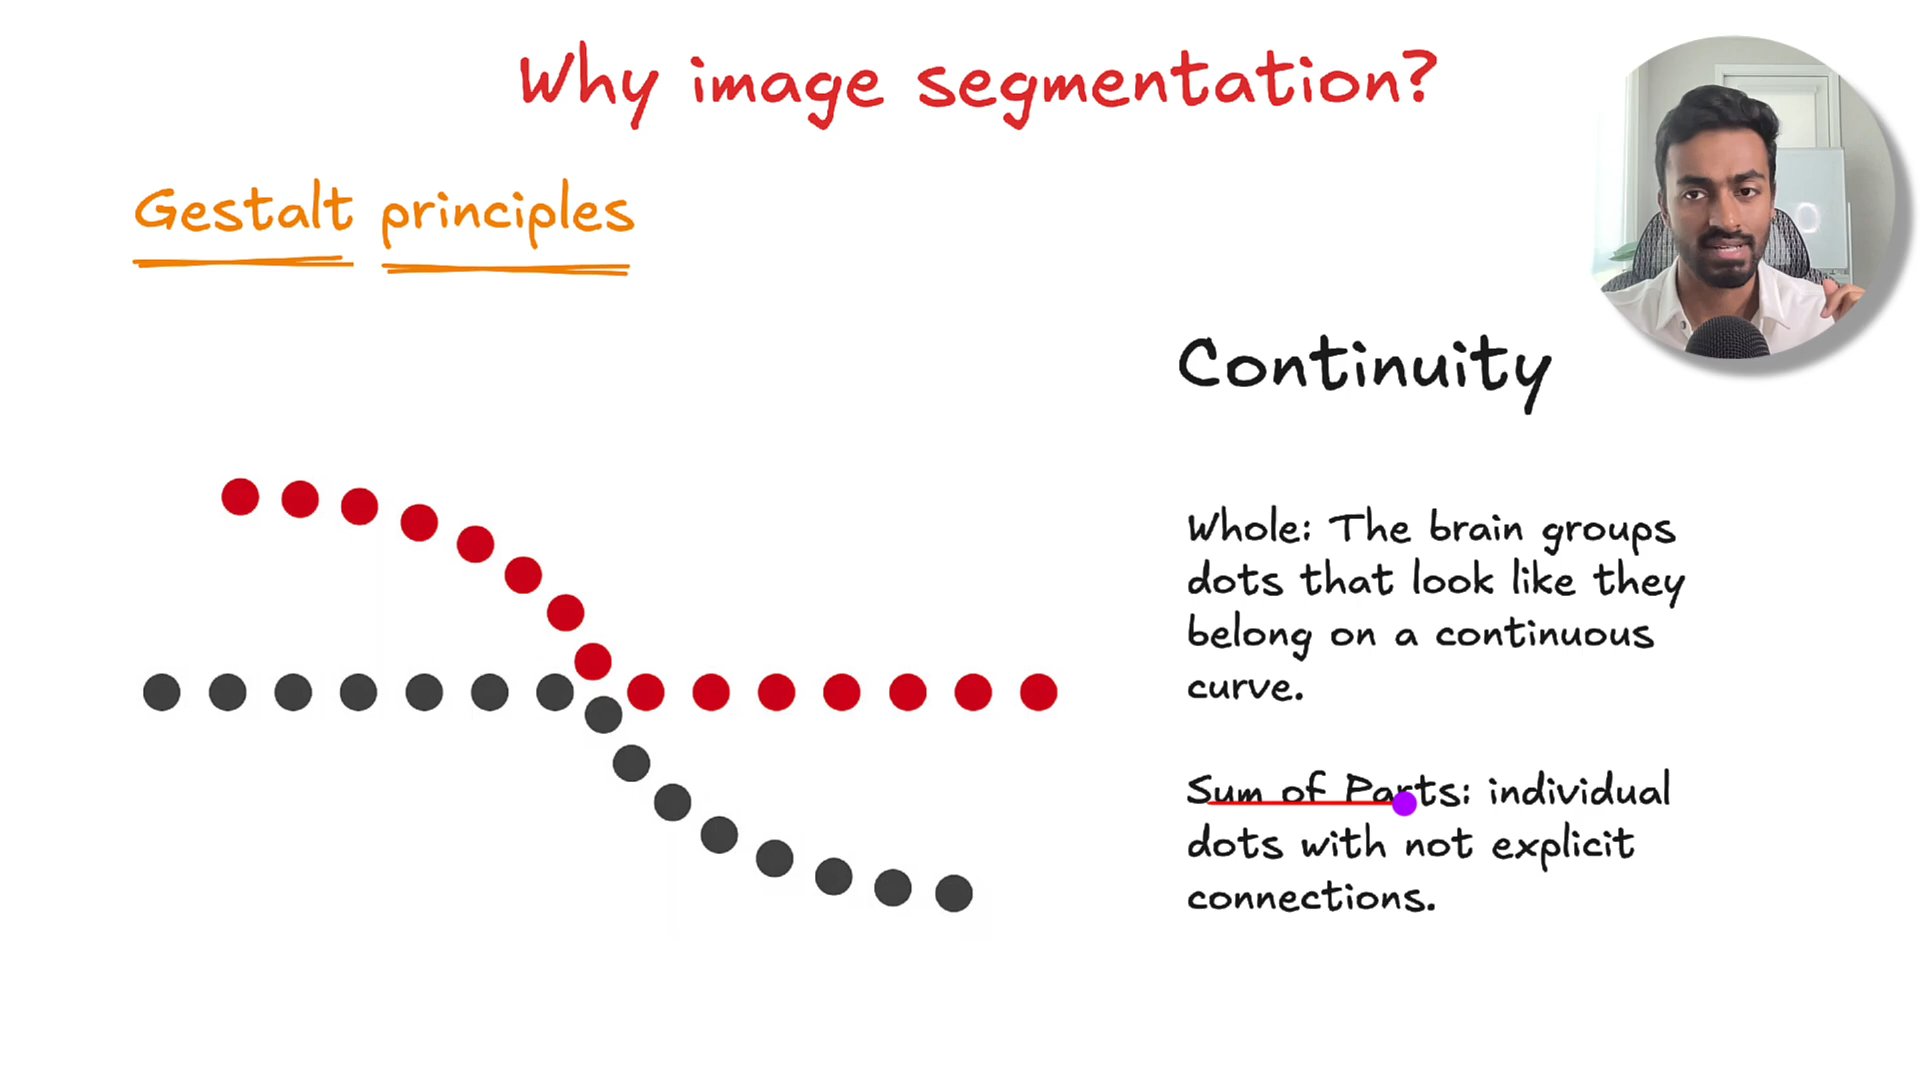 Why image segmentation?
Gestalt principles
Continuity
Whole: The brain groups
dots that look like they
belong on a continuous
curve.
Sum of Parts: individual
dots with not explicit
connections.